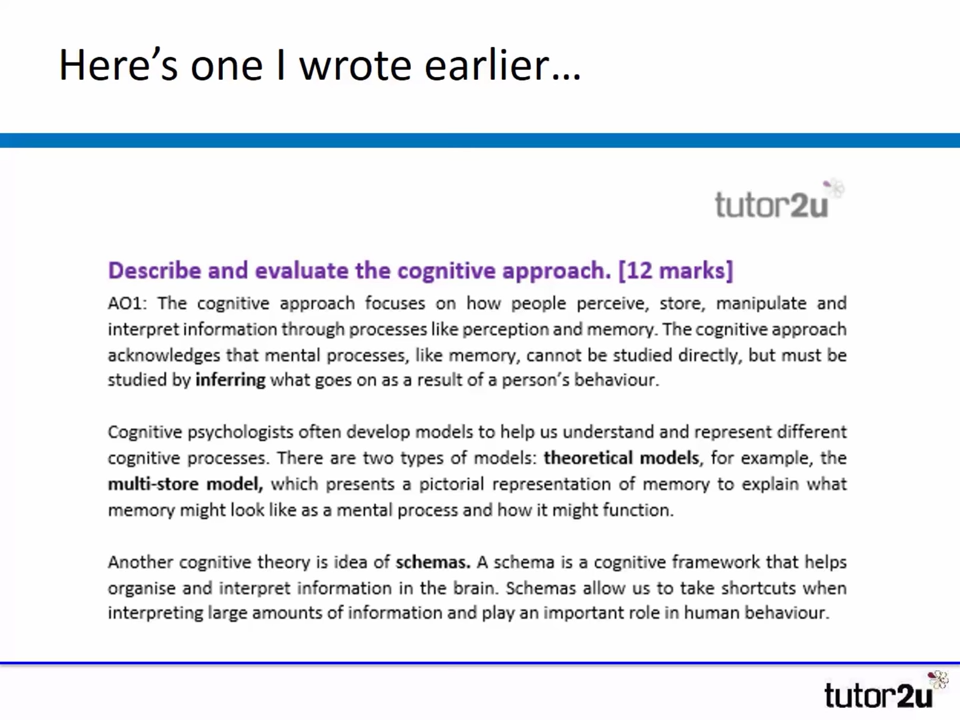 Here's one I wrote earlier…
tutor2u
Describe and evaluate the cognitive approach. [12 marks]
AO1: The cognitive approach focuses on how people perceive, store, manipulate and
interpret information through processes like perception and memory. The cognitive approach
acknowledges that mental processes, like memory, cannot be studied directly, but must be
studied by inferring what goes on as a result of a person's behaviour.
Cognitive psychologists often develop models to help us understand and represent different
cognitive processes. There are two types of models: theoretical models, for example, the
multi-store model, which presents a pictorial representation of memory to explain what
memory might look like as a mental process and how it might function.
Another cognitive theory is idea of schemas. A schema is a cognitive framework that helps
organise and interpret information in the brain. Schemas allow us to take shortcuts when
interpreting large amounts of information and play an important role in human behaviour.
tutor2u